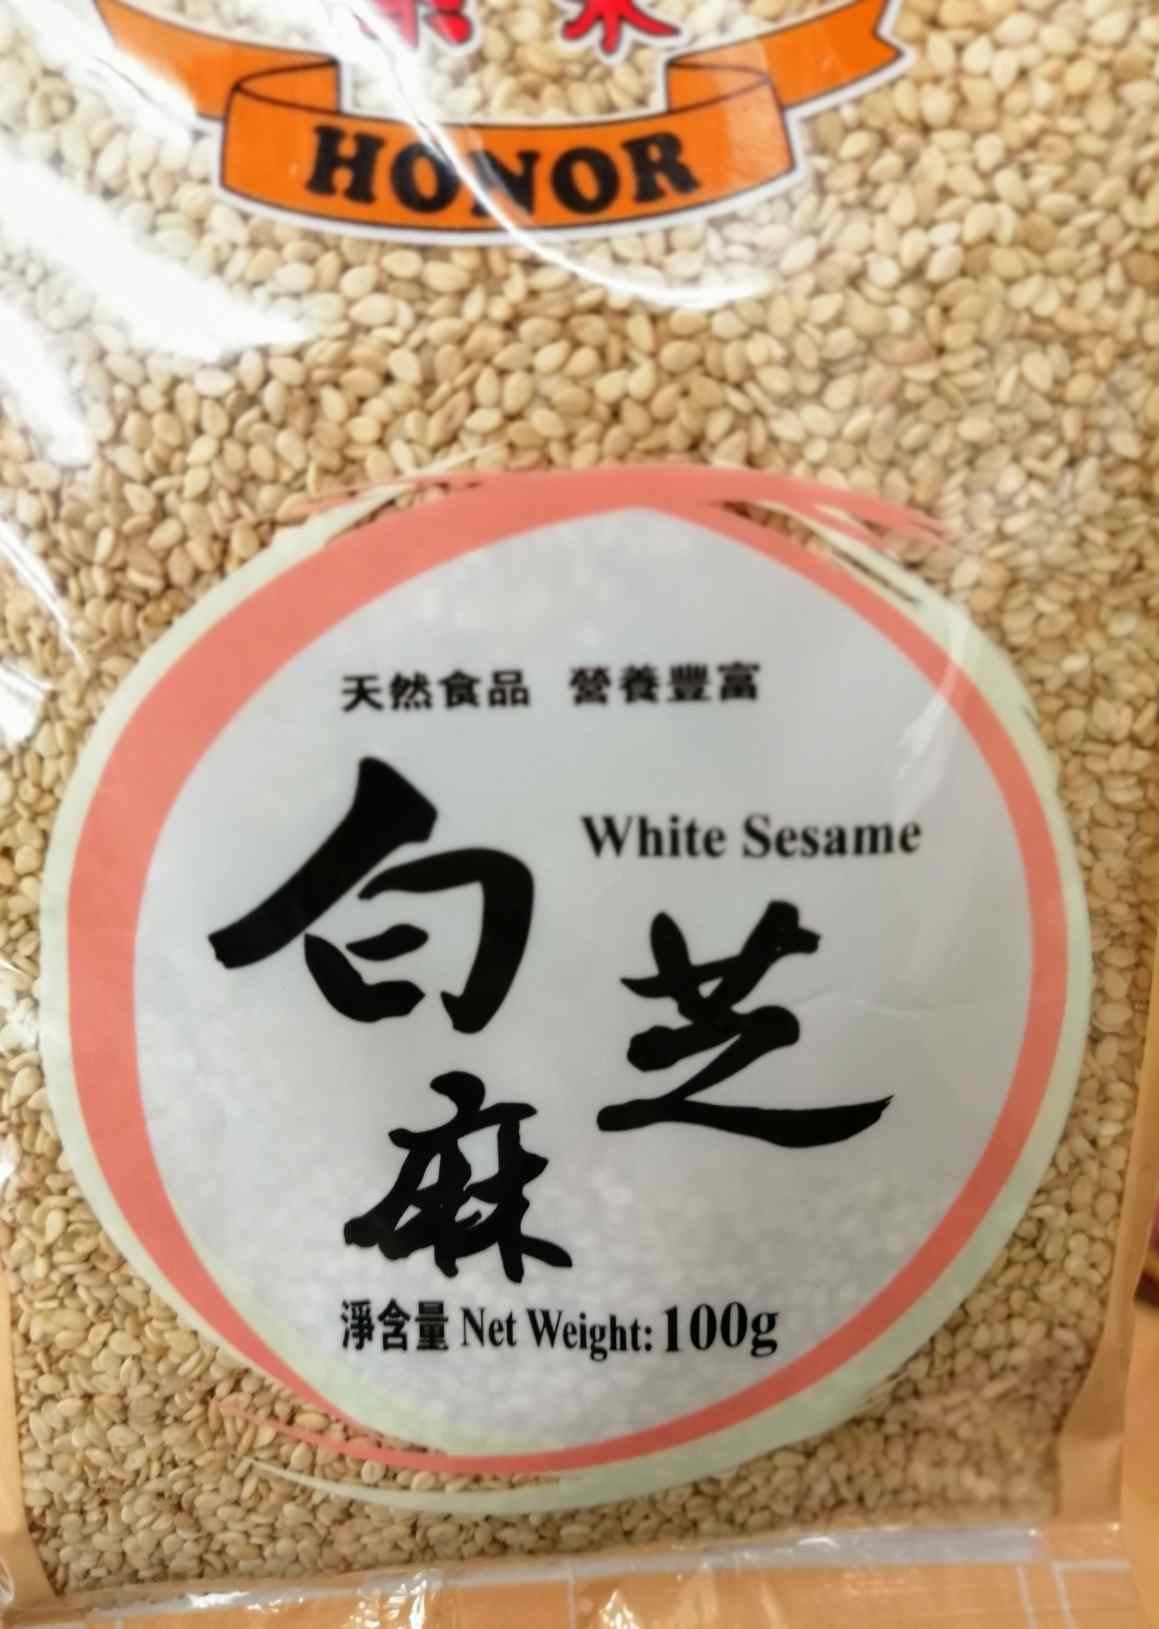 HONOR
天然食品 營養豐富
White Sesame
白芝
麻
淨含量 Net Weight: 100g